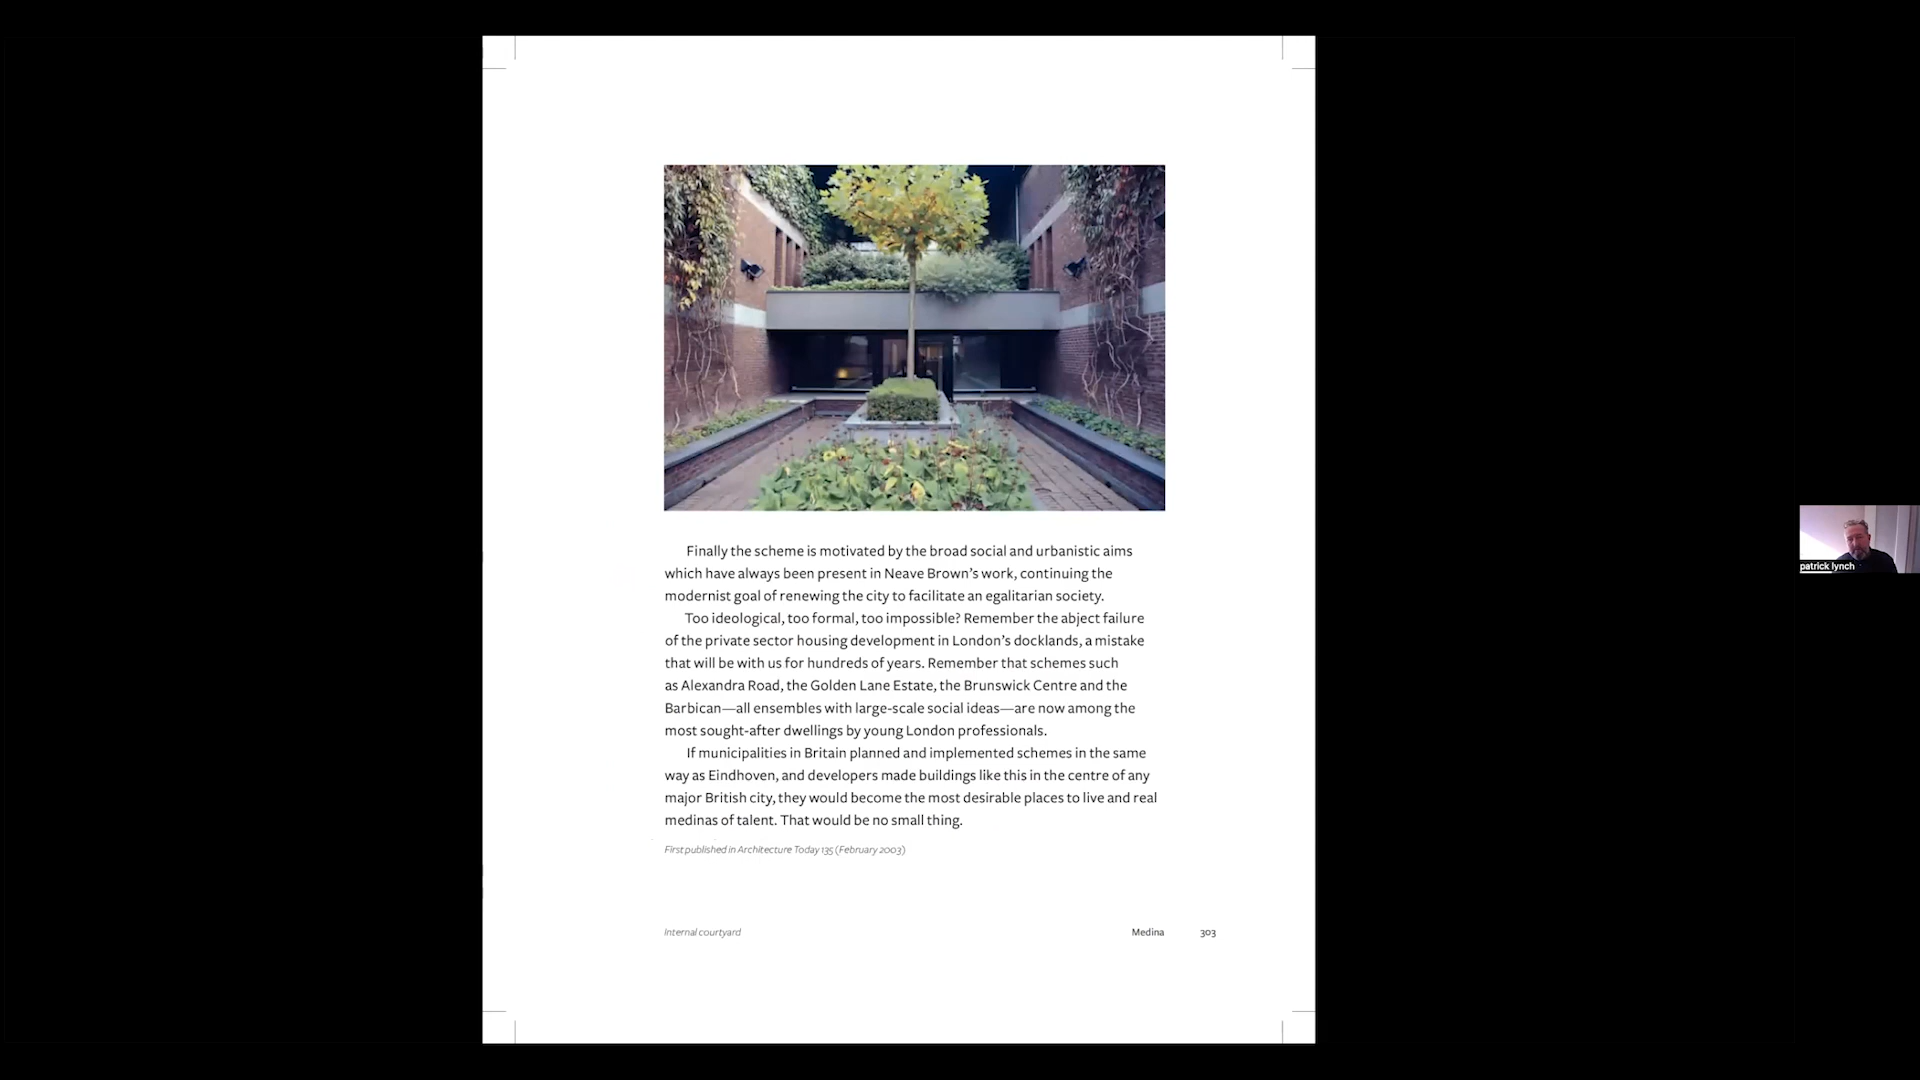 Finally the scheme is motivated by the broad social and urbanistic aims
which have always been present in Neave Brown’s work, continuing the
modernist goal of renewing the city to facilitate an egalitarian society.
Too ideological, too formal, too impossible? Remember the abject failure
of the private sector housing development in London’s docklands, a mistake
that will be with us for hundreds of years. Remember that schemes such
as Alexandra Road, the Golden Lane Estate, the Brunswick Centre and the
Barbican—all ensembles with large-scale social ideas—are now among the
most sought-after dwellings by young London professionals.
If municipalities in Britain planned and implemented schemes in the same
way as Eindhoven, and developers made buildings like this in the centre of any
major British city, they would become the most desirable places to live and real
medinas of talent. That would be no small thing.
First published in Architecture Today 135 (February 2003)
Internal courtyard
Medina 303
patrick lynch